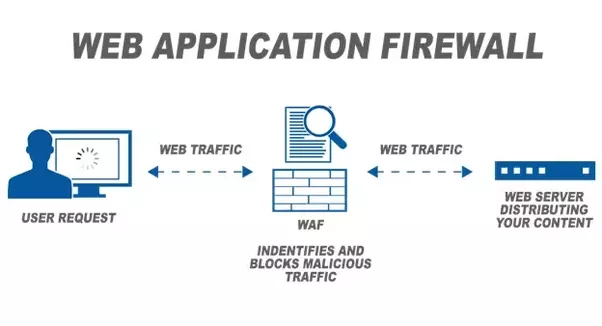 WEB APPLICATION FIREWALL
WEB TRAFFIC
WEB TRAFFIC
USER REQUEST
WAF
INDENTIFIES AND
BLOCKS MALICIOUS
TRAFFIC
WEB SERVER
DISTRIBUTING
YOUR CONTENT